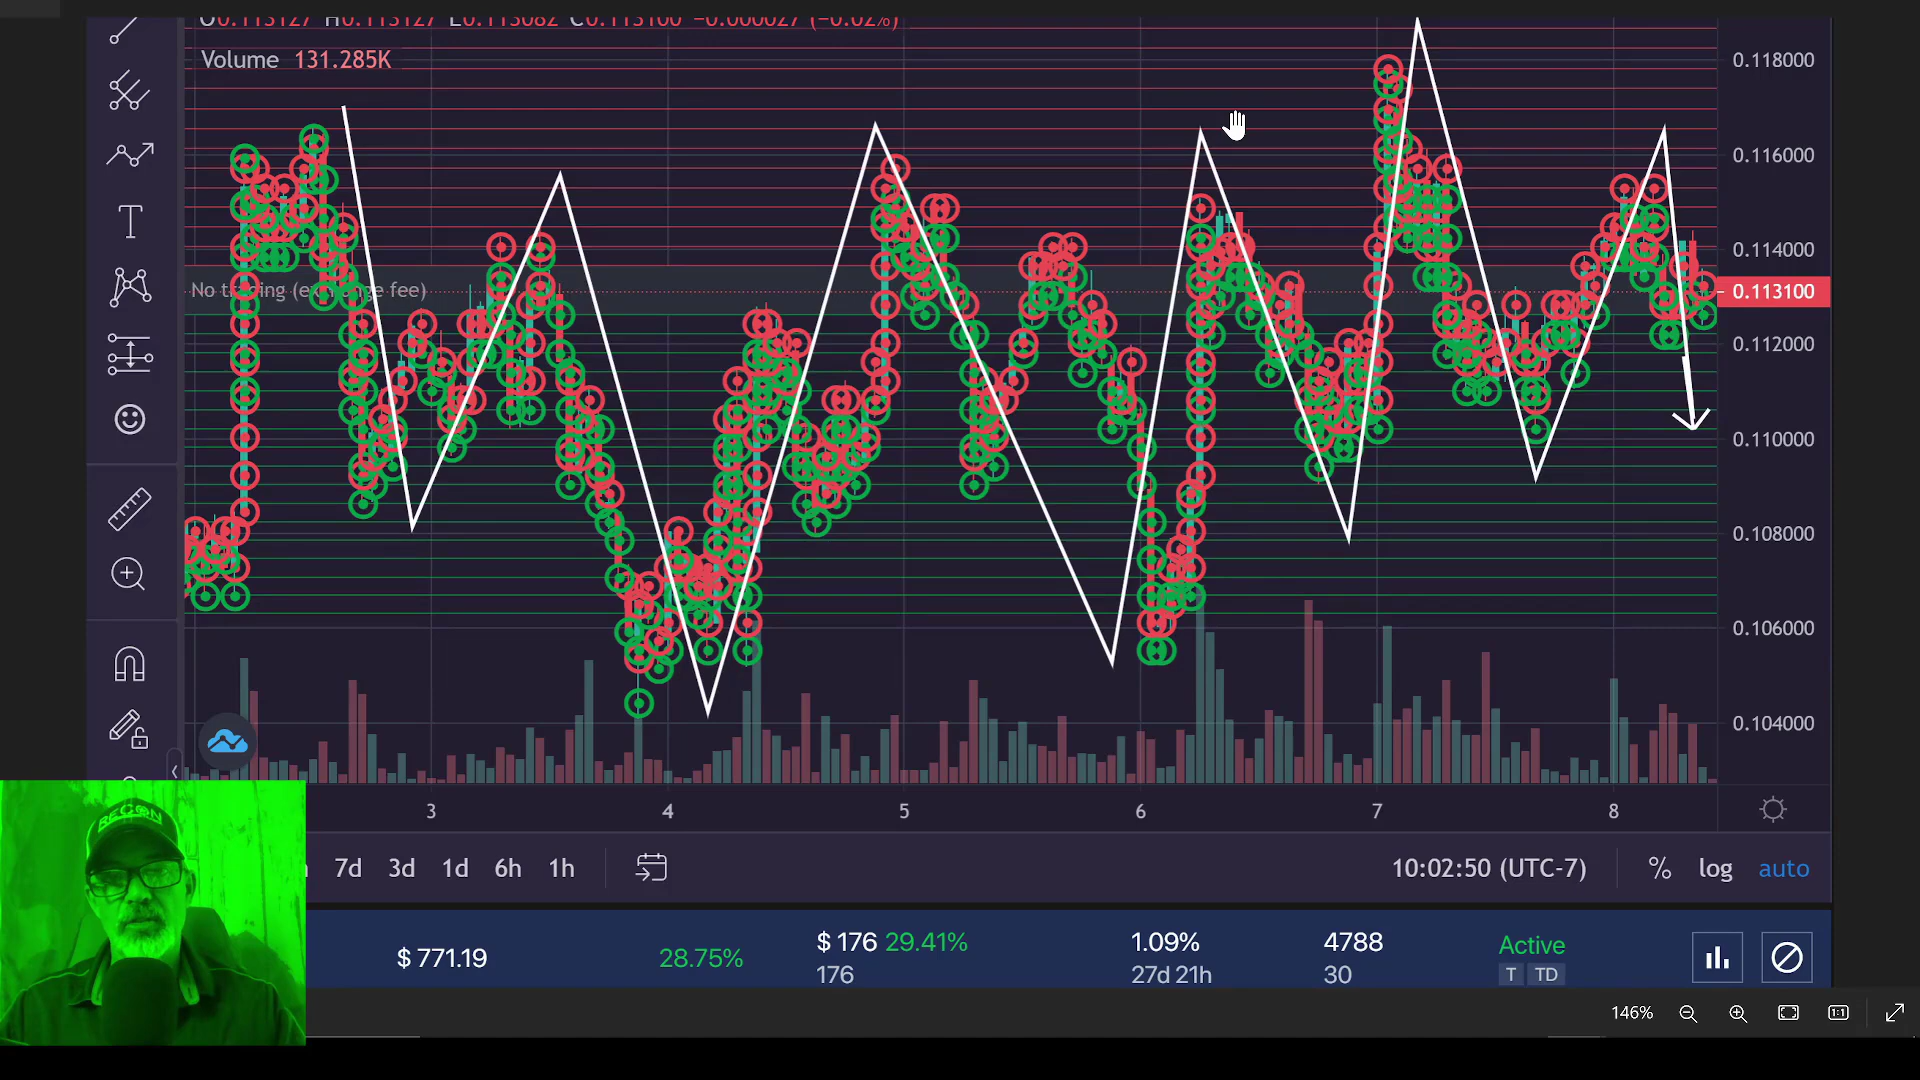 O0.113127 H0.113127 L0.113082 C0.113100 −0.000027 (−0.02%)
Volume 131.285K
No trading (exchange fee)
0.118000
0.116000
0.114000
0.113100
0.112000
0.110000
0.108000
0.106000
0.104000
3 4 5 6 7 8
7d 3d 1d 6h 1h
10:02:50 (UTC-7) % log auto
RECON
$ 771.19 28.75% $ 176 29.41% 1.09% 4788 Active
176 27d 21h 30 T TD
146%
1:1